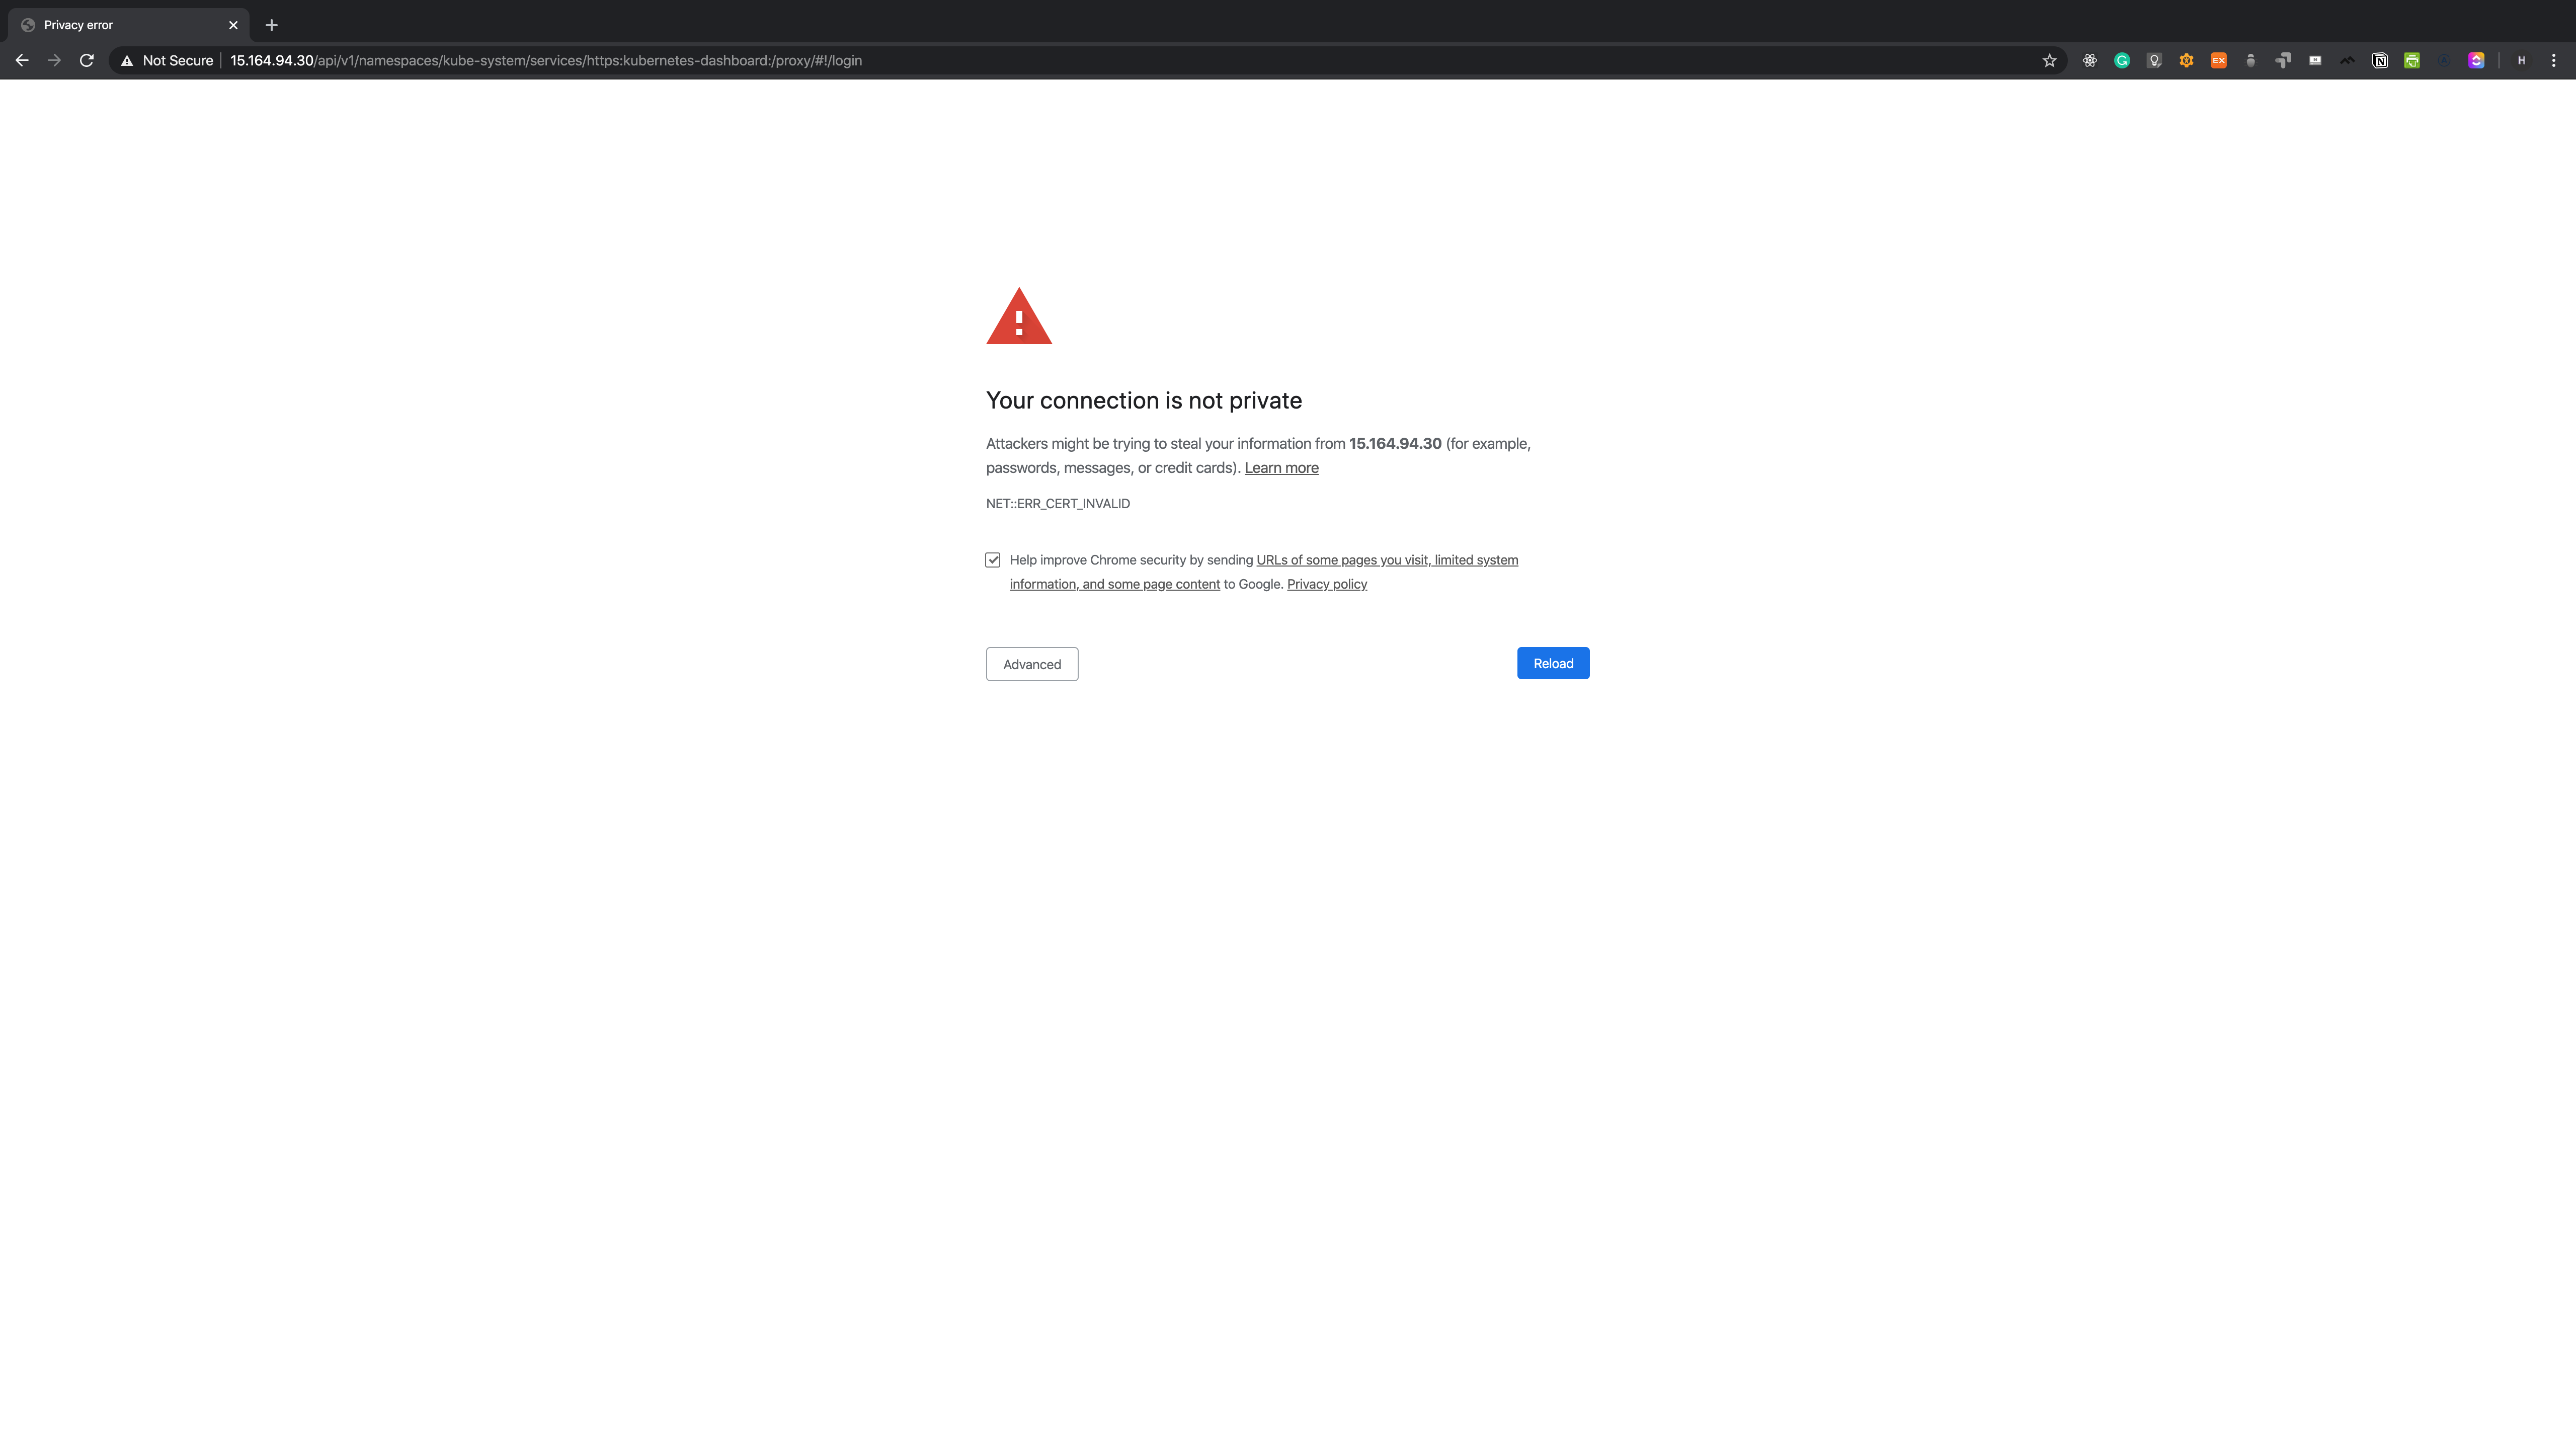 Privacy error
Not Secure
15.164.94.30/api/v1/namespaces/kube-system/services/https:kubernetes-dashboard:/proxy/#!/login
EX
H
Your connection is not private
Attackers might be trying to steal your information from 15.164.94.30 (for example,
passwords, messages, or credit cards). Learn more
NET::ERR_CERT_INVALID
Help improve Chrome security by sending URLs of some pages you visit, limited system
information, and some page content to Google. Privacy policy
Advanced
Reload